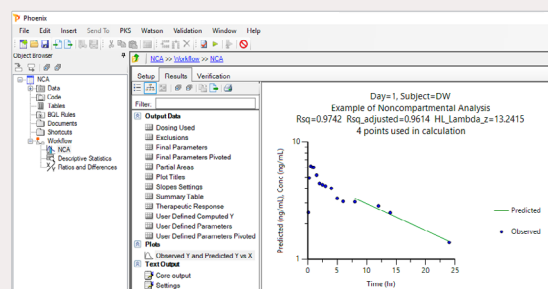 Phoenix
File Edit Insert Send To PKS Watson Validation Window Help
Object Browser
NCA >> Workflow >> NCA
NCA
Data
Code
Tables
BQL Rules
Documents
Shortcuts
Workflow
NCA
Descriptive Statistics
Ratios and Differences
Setup Results Verification
Filter:
Output Data
Dosing Used
Exclusions
Final Parameters
Final Parameters Pivoted
Partial Areas
Plot Titles
Slopes Settings
Summary Table
Therapeutic Response
User Defined Computed Y
User Defined Parameters
User Defined Parameters Pivoted
Plots
Observed Y and Predicted Y vs X
Text Output
Core output
Settings
Day=1, Subject=DW
Example of Noncompartmental Analysis
Rsq=0.9742 Rsq_adjusted=0.9614 HL_Lambda_z=13.2415
4 points used in calculation
Predicted (ng/mL), Conc (ng/mL)
10
1
0 5 10 15 20 25
Time (hr)
Predicted
Observed